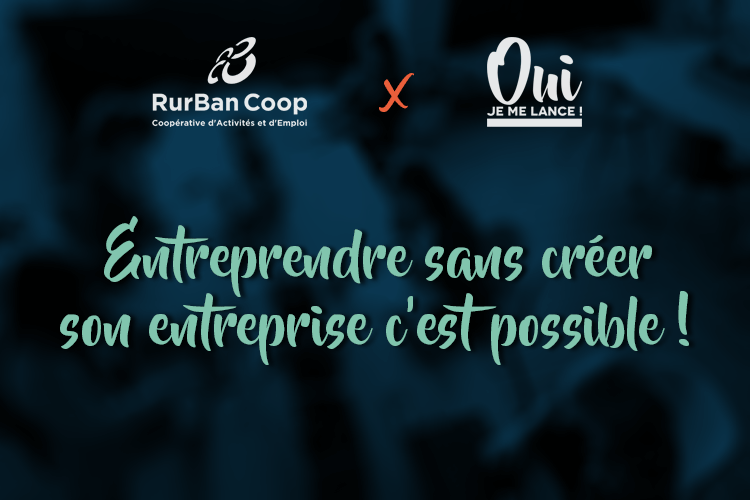 RurBan Coop
Coopérative d'Activités et d'Emploi
X
Oui
JE ME LANCE !
Entreprendre sans créer
son entreprise c'est possible !